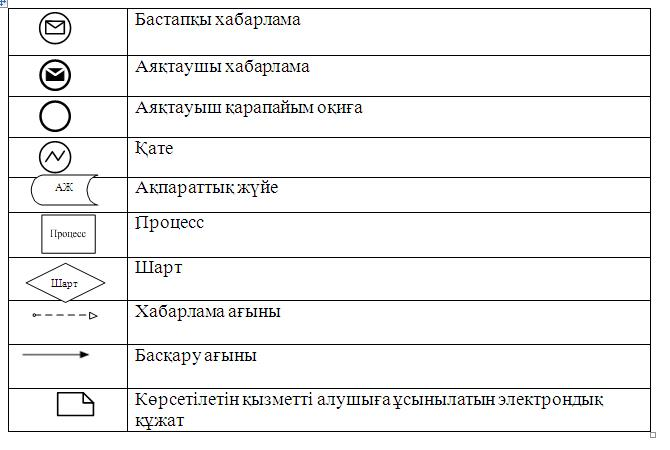 Бастапқы хабарлама
Аяқтаушы хабарлама
Аяқтауыш қарапайым оқиға
Қате
АЖ
Ақпараттық жүйе
Процесс
Процесс
Шарт
Шарт
Хабарлама ағыны
Басқару ағыны
Көрсетілетін қызметті алушыға ұсынылатын электрондық
құжат